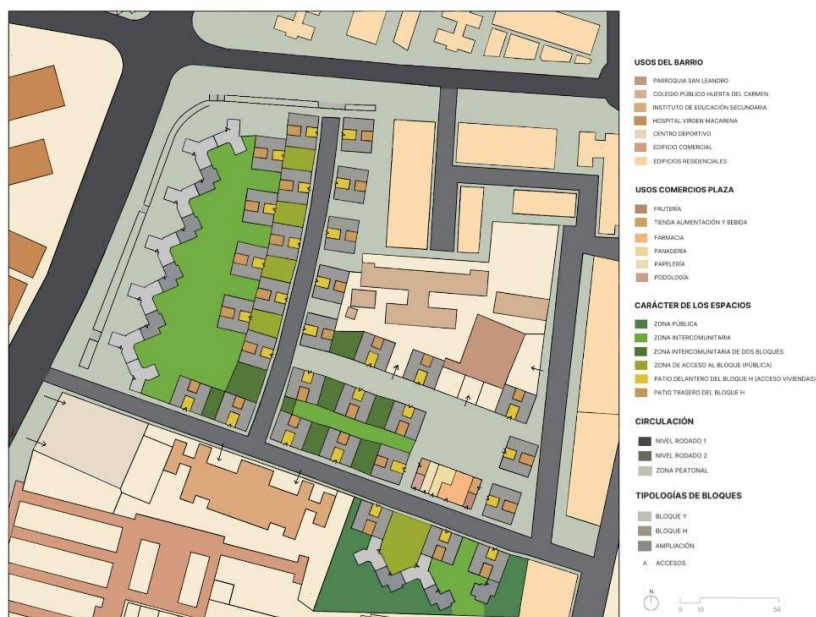 USOS DEL BARRIO
PARROQUIA SAN LEANDRO
COLEGIO PÚBLICO HUERTA DEL CARMEN
INSTITUTO DE EDUCACIÓN SECUNDARIA
HOSPITAL VIRGEN MACARENA
CENTRO DEPORTIVO
EDIFICIO COMERCIAL
EDIFICIOS RESIDENCIALES
USOS COMERCIOS PLAZA
FRUTERÍA
TIENDA ALIMENTACIÓN Y BEBIDA
FARMACIA
PANADERÍA
PAPELERÍA
PODOLOGÍA
CARÁCTER DE LOS ESPACIOS
ZONA PÚBLICA
ZONA INTERCOMUNITARIA
ZONA INTERCOMUNITARIA DE DOS BLOQUES
ZONA DE ACCESO AL BLOQUE (PÚBLICA)
PATIO DELANTERO DEL BLOQUE H (ACCESO VIVIENDAS)
PATIO TRASERO DEL BLOQUE H
CIRCULACIÓN
NIVEL RODADO 1
NIVEL RODADO 2
ZONA PEATONAL
TIPOLOGÍAS DE BLOQUES
BLOQUE Y
BLOQUE H
AMPLIACIÓN
ACCESOS
N
0 10 50